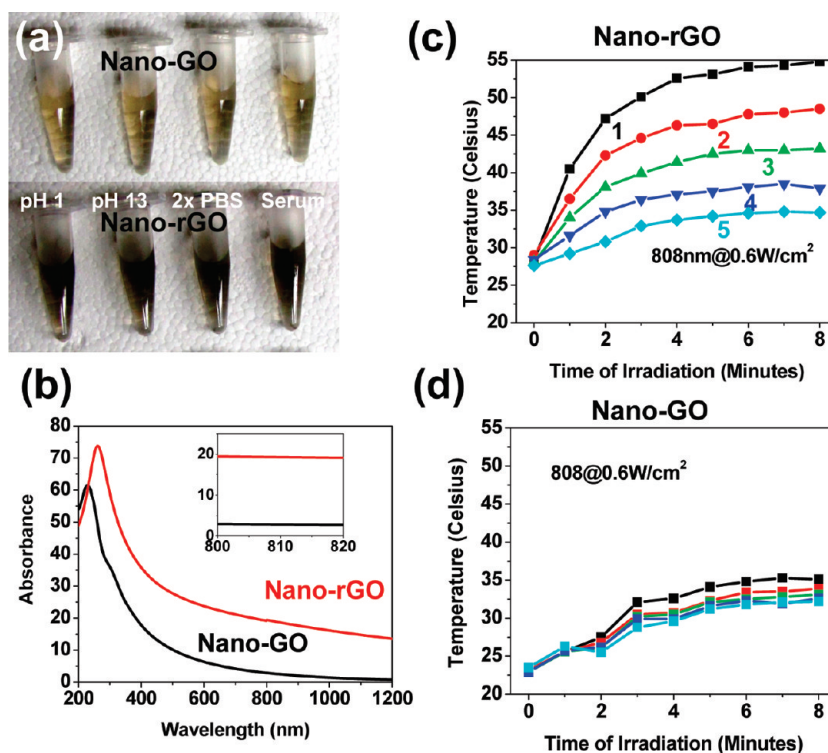 (a)
Nano-GO
pH 1 pH 13 2x PBS Serum
Nano-rGO
(b)
80
70
60
50
40
30
20
10
0
Absorbance
200 400 600 800 1000 1200
Wavelength (nm)
20
10
0
800 810 820
Nano-rGO
Nano-GO
(c)
Nano-rGO
55
50
45
40
35
30
25
20
Temperature (Celsius)
1
2
3
4
5
808nm@0.6W/cm²
0 2 4 6 8
Time of Irradiation (Minutes)
(d)
Nano-GO
55
50
45
40
35
30
25
20
Temperature (Celsius)
808@0.6W/cm²
0 2 4 6 8
Time of Irradiation (Minutes)